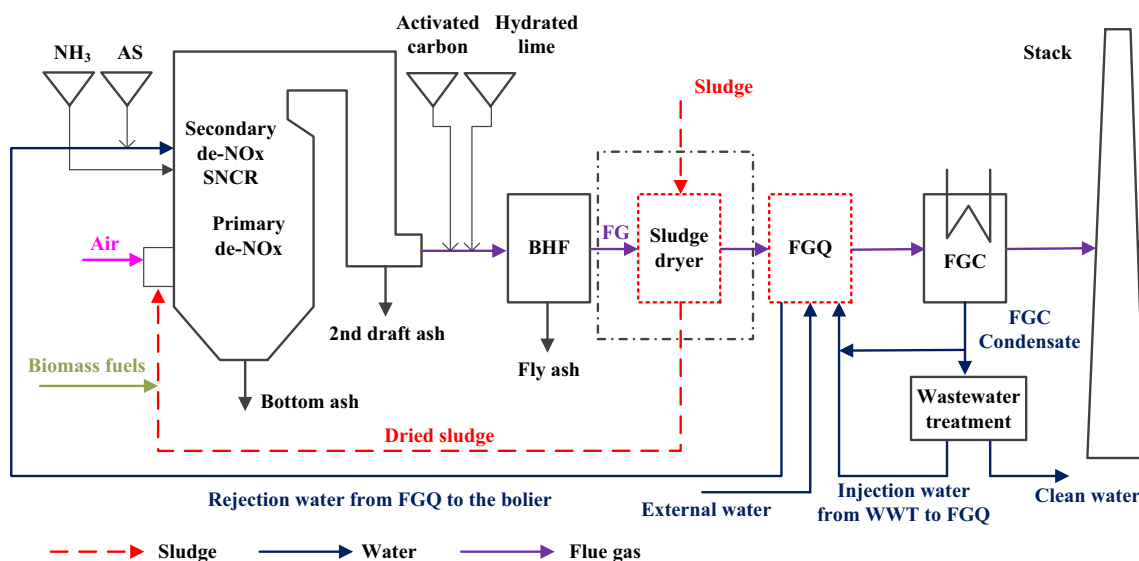 NH₃
AS
Activated
carbon
Hydrated
lime
Stack
Sludge
Secondary
de-NOx
SNCR
Primary
de-NOx
Air
BHF
FG
Sludge
dryer
FGQ
FGC
2nd draft ash
Fly ash
FGC
Condensate
Biomass fuels
Bottom ash
Wastewater
treatment
Dried sludge
Rejection water from FGQ to the bolier
External water
Injection water
from WWT to FGQ
Clean water
Sludge
Water
Flue gas